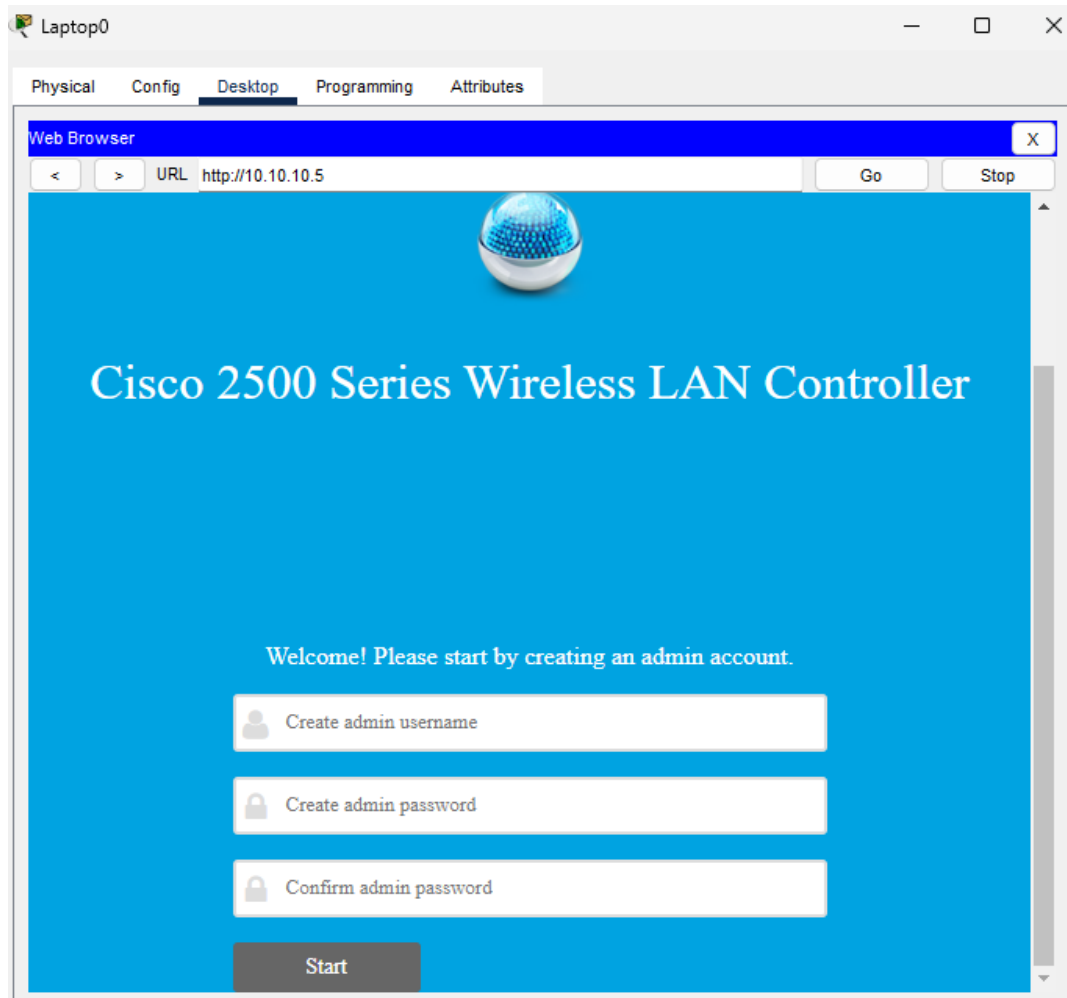 Laptop0
Physical Config Desktop Programming Attributes
Web Browser X
< > URL http://10.10.10.5 Go Stop
Cisco 2500 Series Wireless LAN Controller
Welcome! Please start by creating an admin account.
Create admin username
Create admin password
Confirm admin password
Start